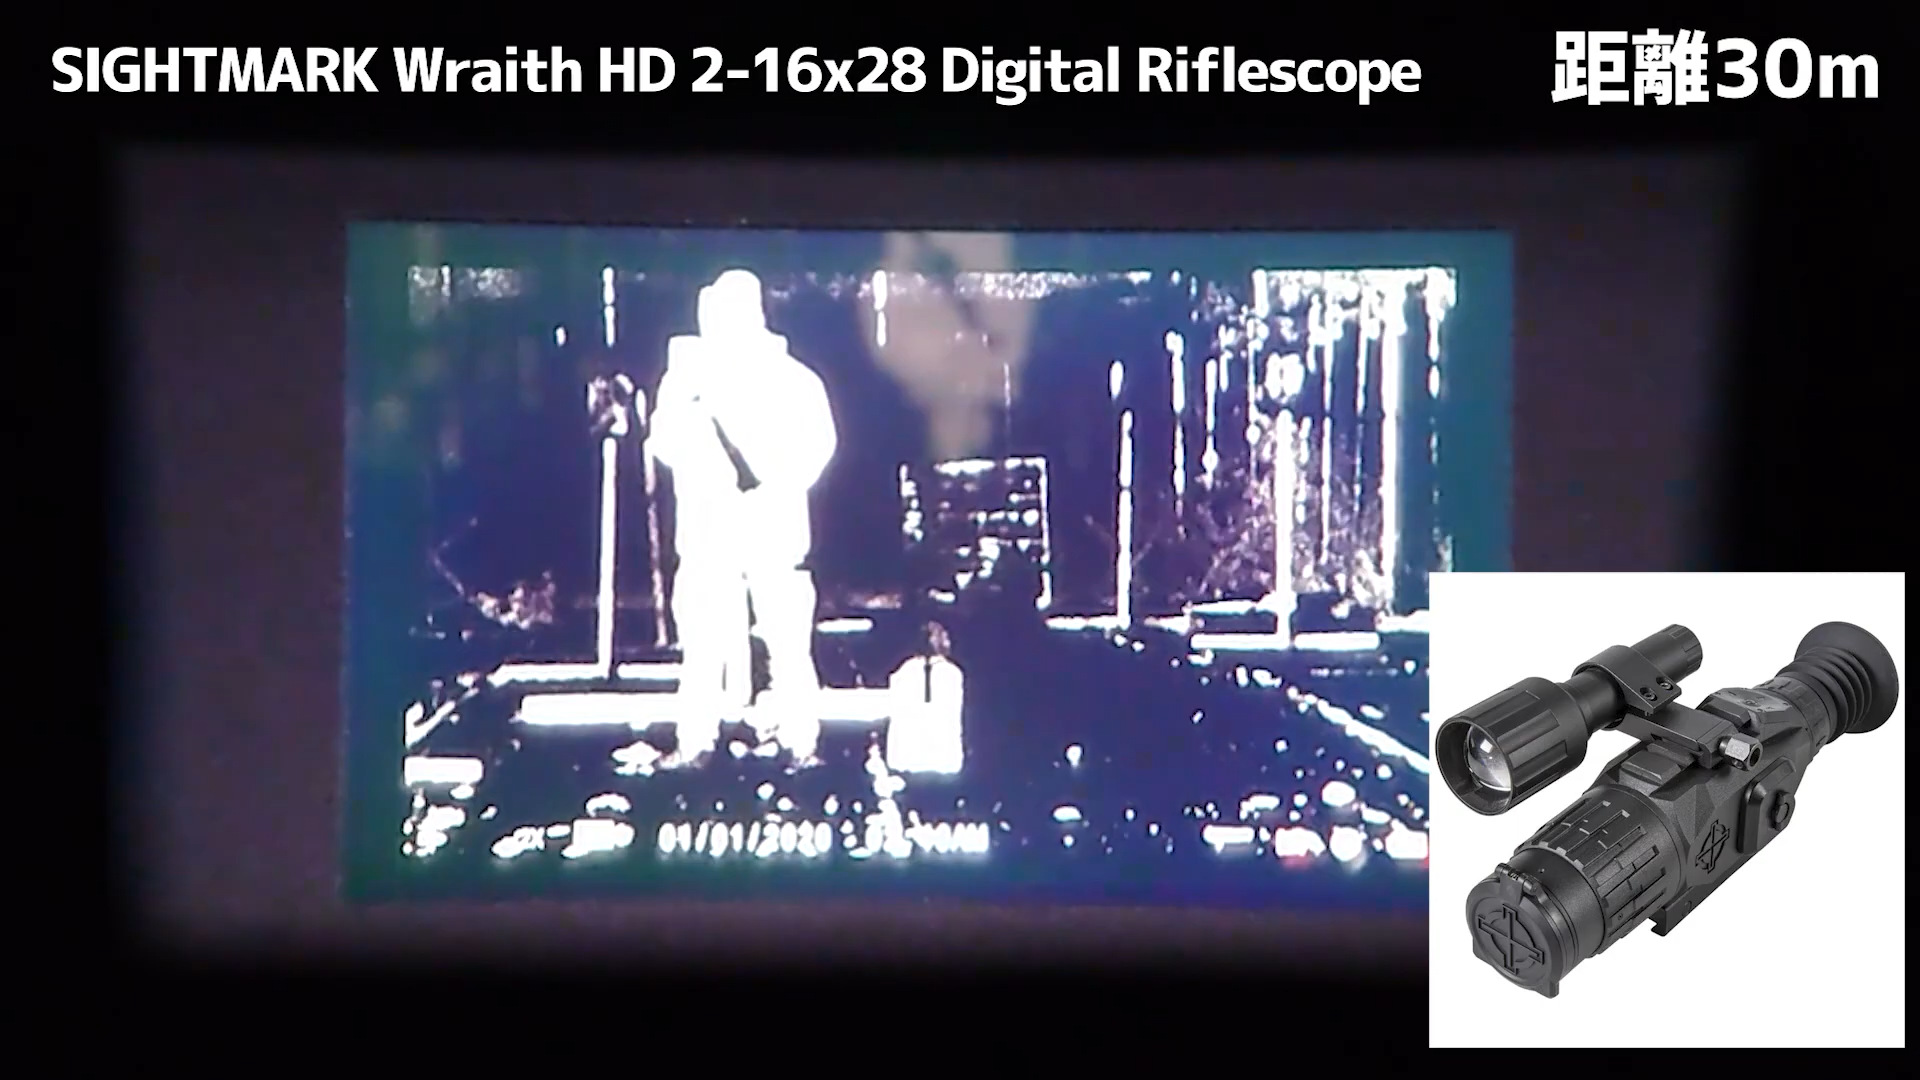 SIGHTMARK Wraith HD 2-16x28 Digital Riflescope
距離30m
01/01/2020